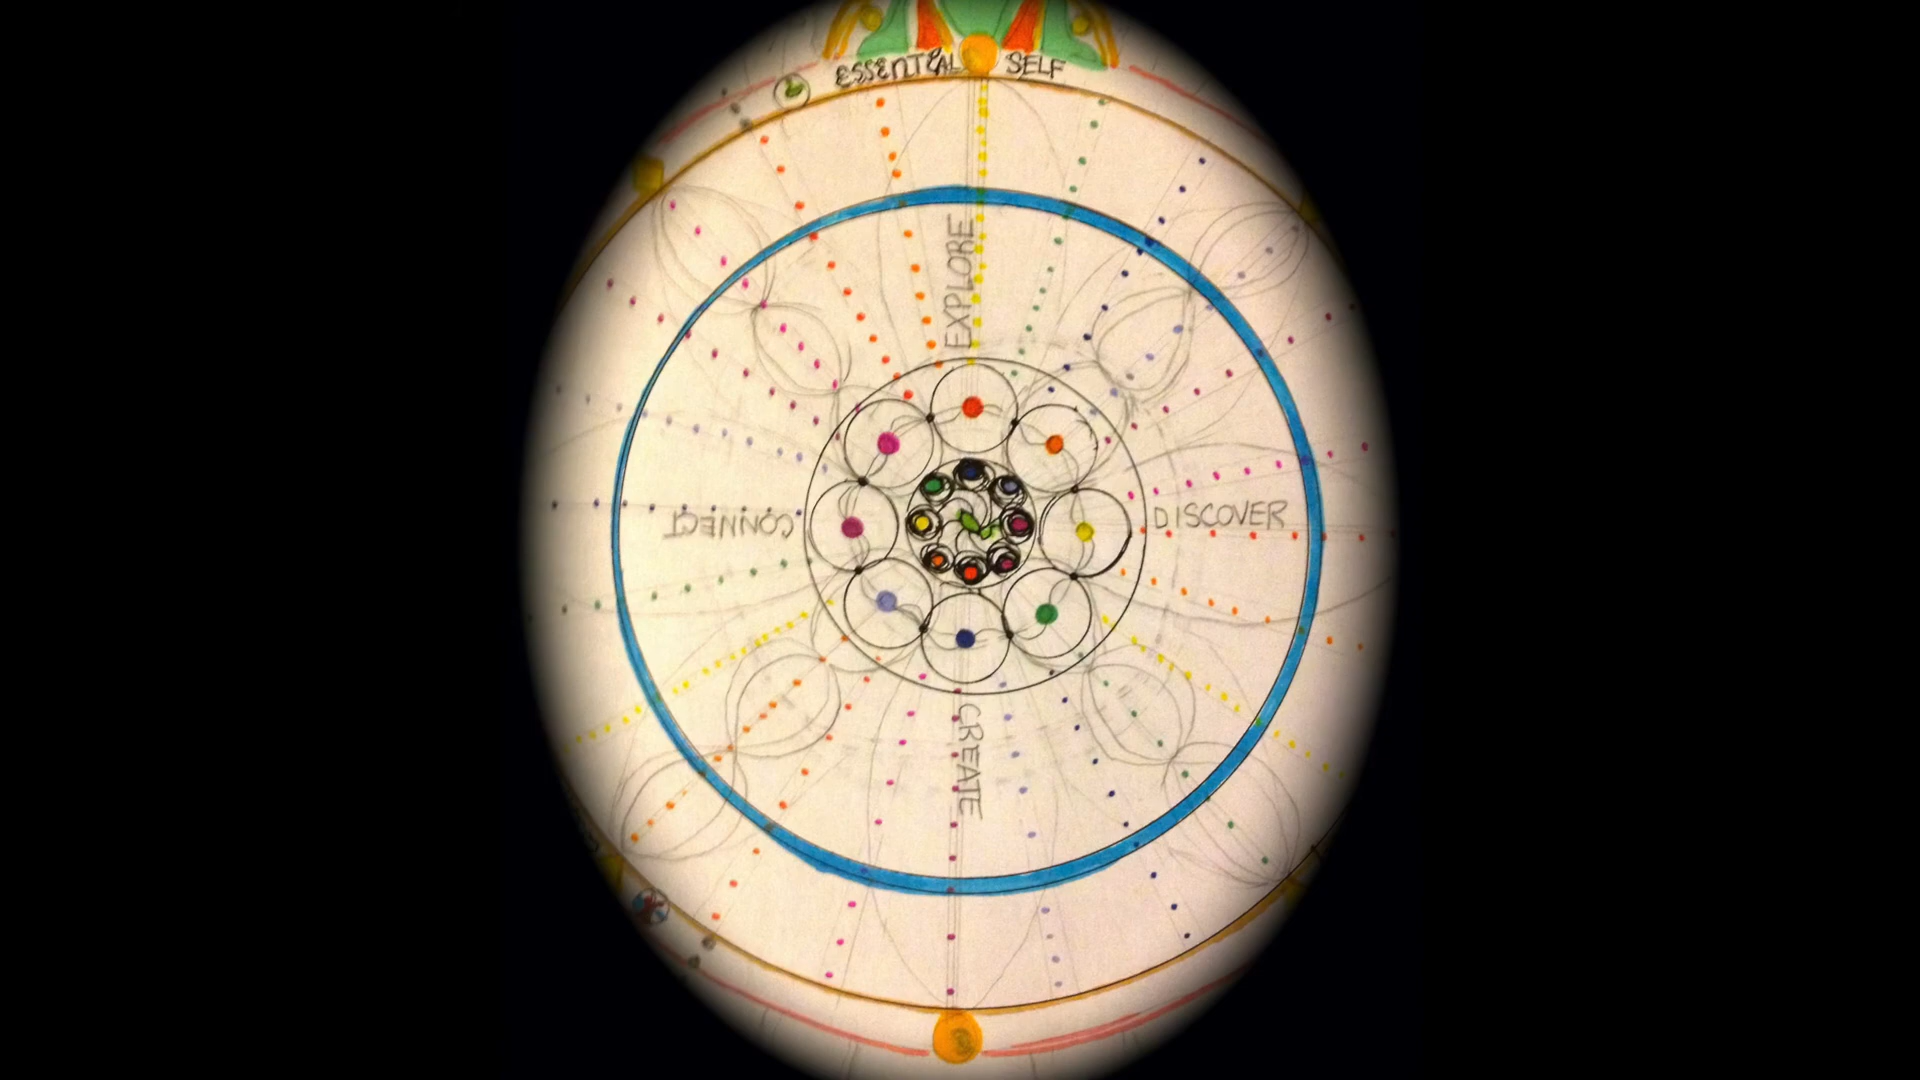 ESSENTIAL SELF
EXPLORE
DISCOVER
CREATE
CONNECT